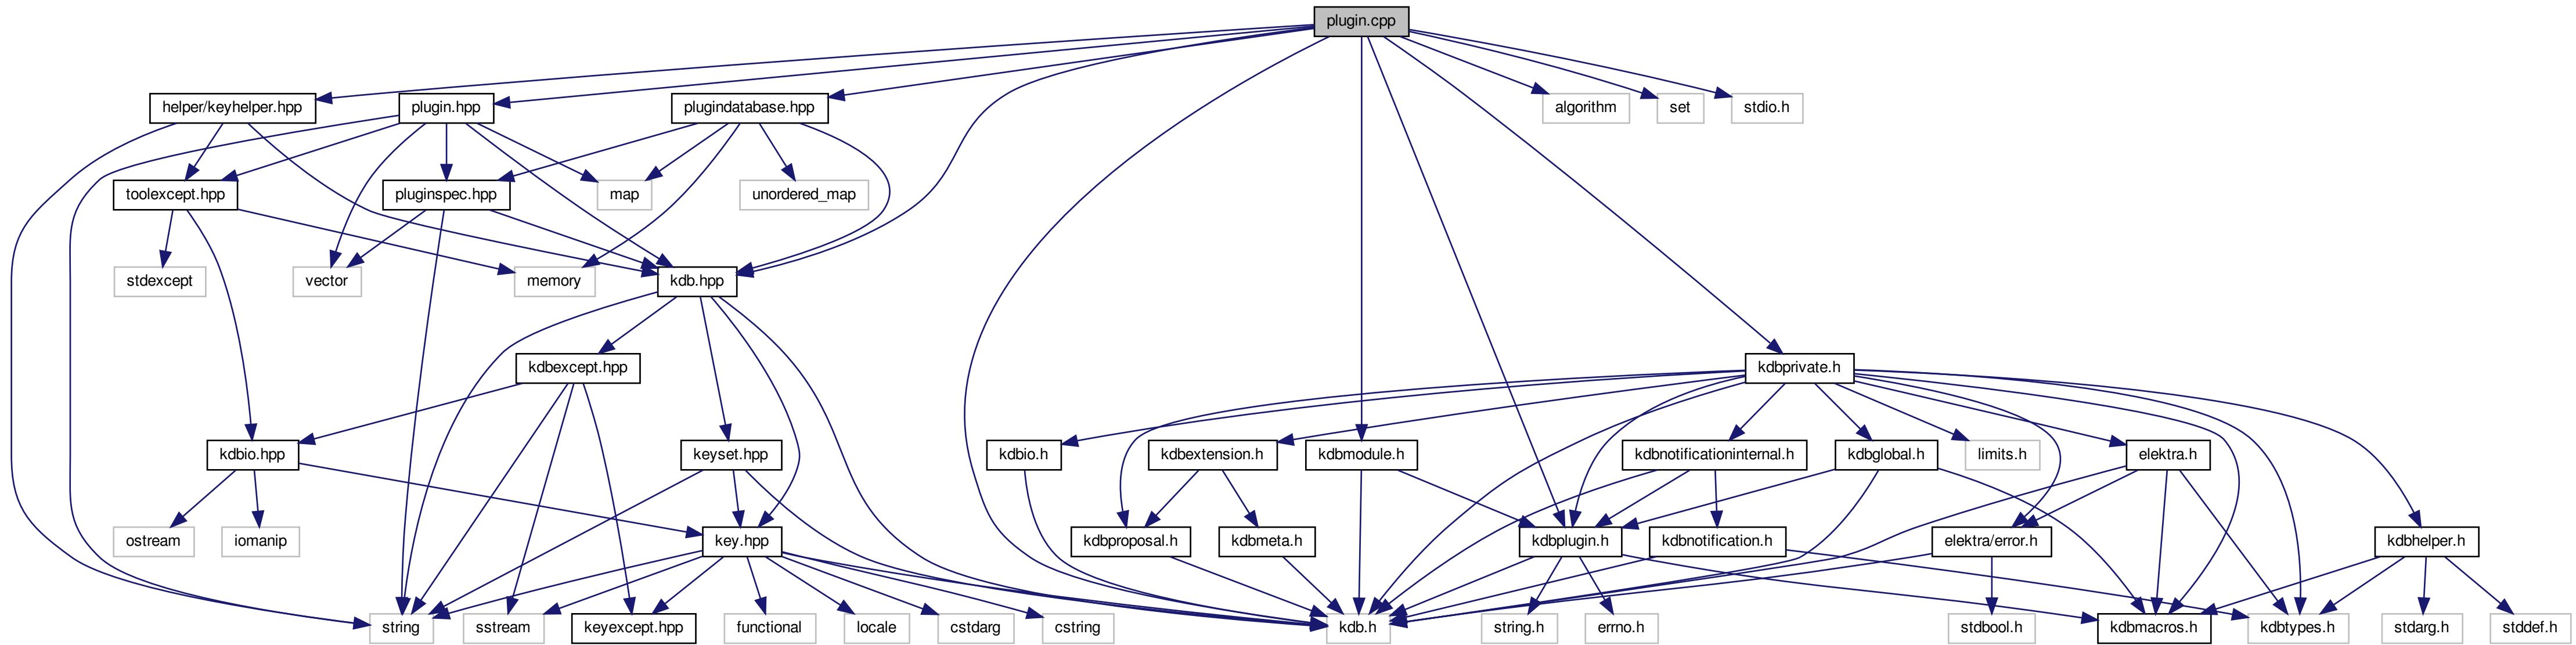 plugin.cpp
helper/keyhelper.hpp
plugin.hpp
plugindatabase.hpp
algorithm
set
stdio.h
toolexcept.hpp
pluginspec.hpp
map
unordered_map
stdexcept
vector
memory
kdb.hpp
kdbexcept.hpp
kdbprivate.h
kdbio.hpp
keyset.hpp
kdbio.h
kdbextension.h
kdbmodule.h
kdbnotificationinternal.h
kdbglobal.h
limits.h
elektra.h
ostream
iomanip
key.hpp
kdbproposal.h
kdbmeta.h
kdbplugin.h
kdbnotification.h
elektra/error.h
kdbhelper.h
string
sstream
keyexcept.hpp
functional
locale
cstdarg
cstring
kdb.h
string.h
errno.h
stdbool.h
kdbmacros.h
kdbtypes.h
stdarg.h
stddef.h